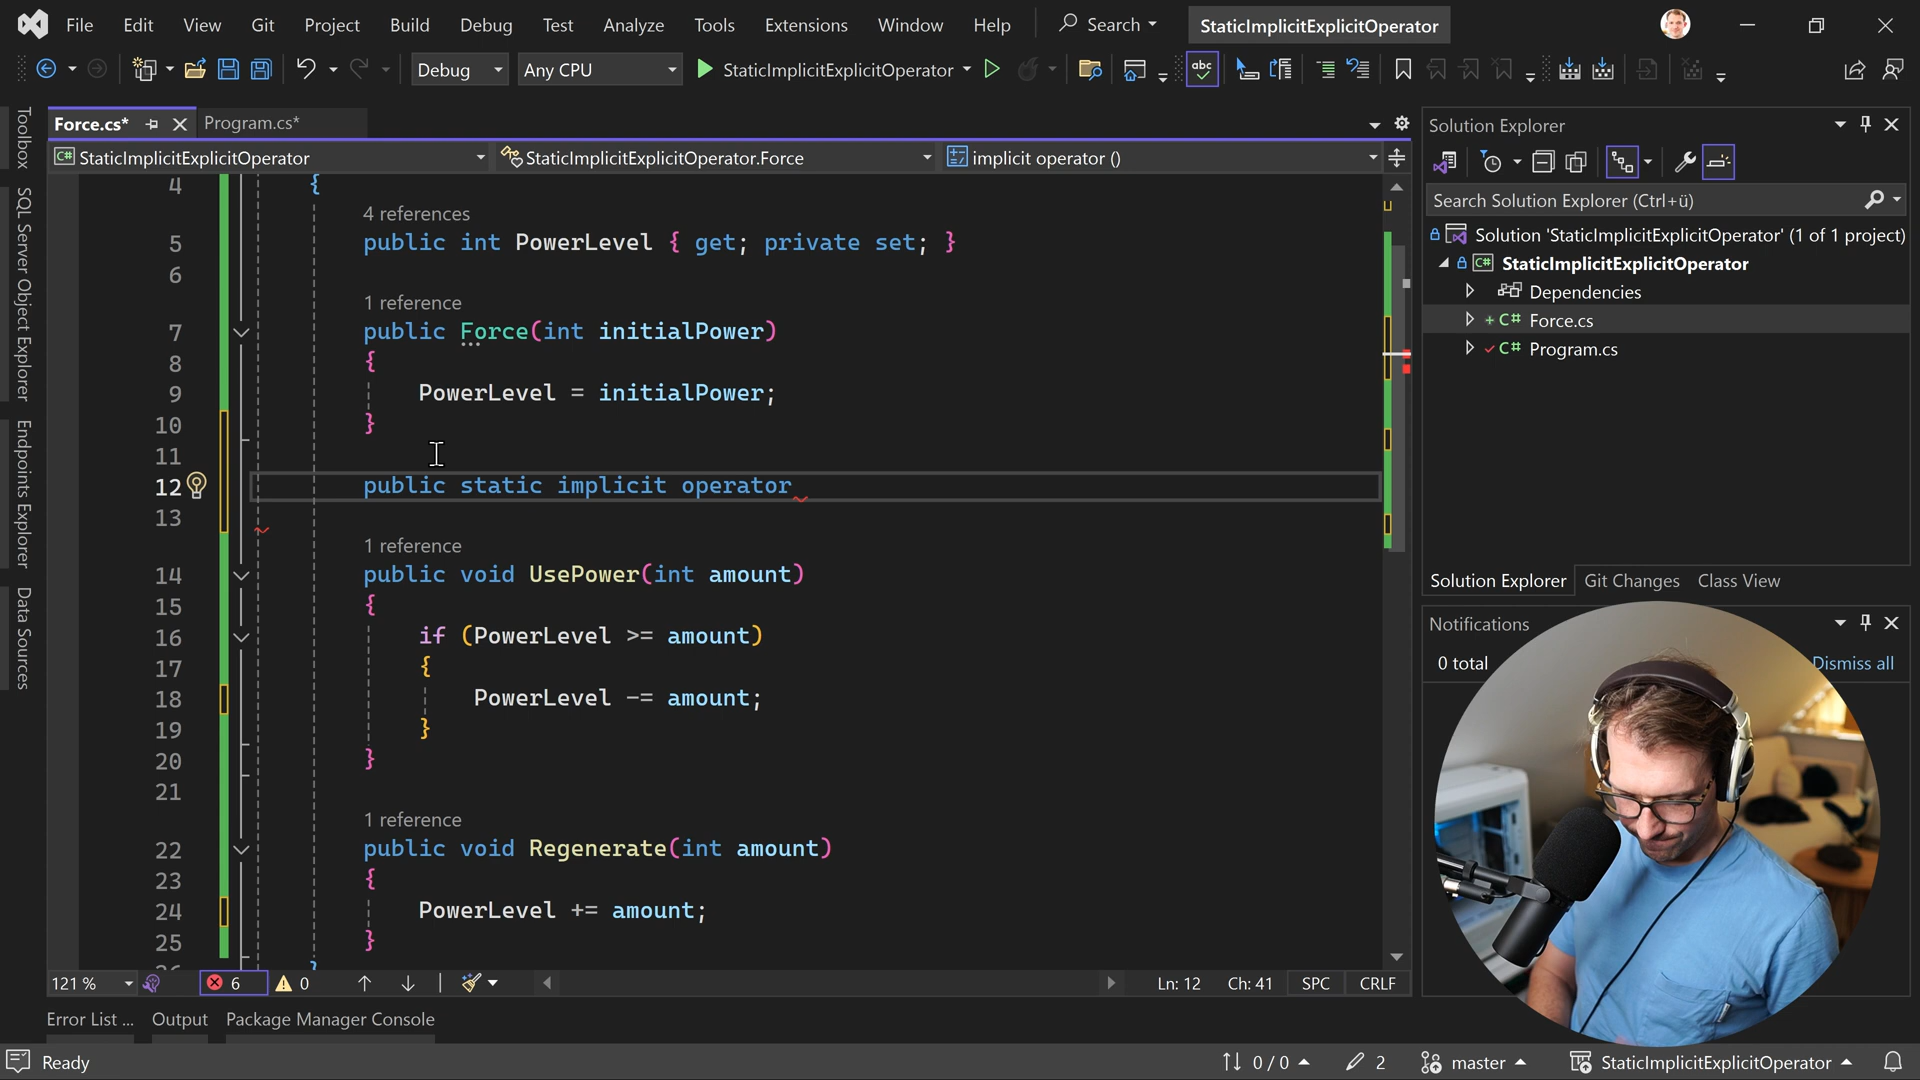 File Edit View Git Project Build Debug Test Analyze Tools Extensions Window Help Search StaticImplicitExplicitOperator
Debug Any CPU StaticImplicitExplicitOperator abc
Toolbox
SQL Server Object Explorer
Endpoints Explorer
Data Sources
Force.cs* Program.cs*
C# StaticImplicitExplicitOperator StaticImplicitExplicitOperator.Force implicit operator ()
4 {
4 references
5 public int PowerLevel { get; private set; }
6
1 reference
7 public Force(int initialPower)
8 {
9 PowerLevel = initialPower;
10 }
11
12 public static implicit operator
13
1 reference
14 public void UsePower(int amount)
15 {
16 if (PowerLevel >= amount)
17 {
18 PowerLevel -= amount;
19 }
20 }
21
1 reference
22 public void Regenerate(int amount)
23 {
24 PowerLevel += amount;
25 }
121 % 6 0 Ln: 12 Ch: 41 SPC CRLF
Error List ... Output Package Manager Console
Ready 0 / 0 2 master StaticImplicitExplicitOperator
Solution Explorer
Search Solution Explorer (Ctrl+ü)
Solution 'StaticImplicitExplicitOperator' (1 of 1 project)
C# StaticImplicitExplicitOperator
Dependencies
C# Force.cs
C# Program.cs
Solution Explorer Git Changes Class View
Notifications
0 total Dismiss all